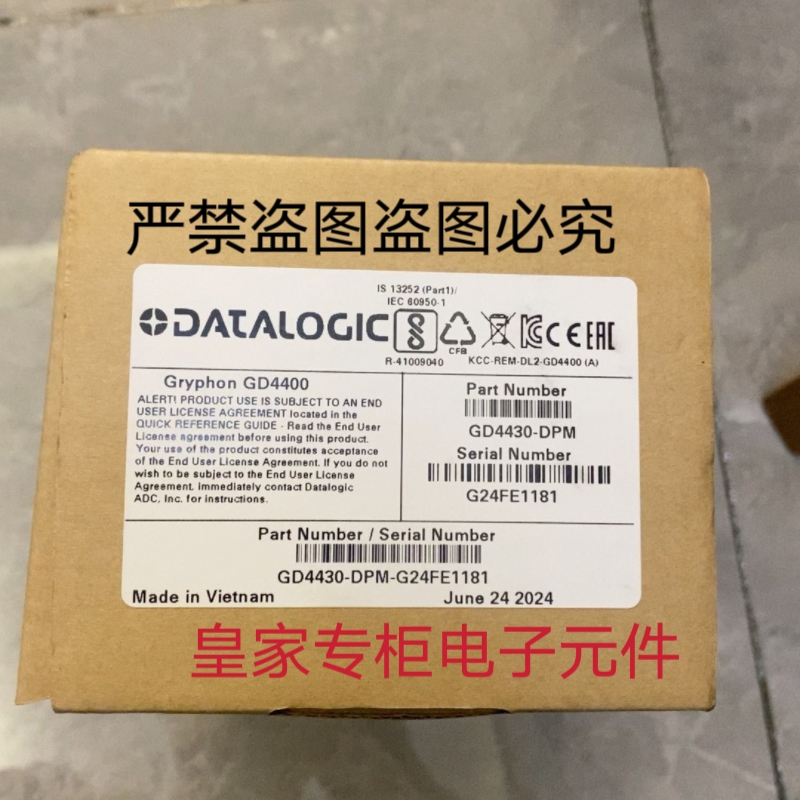 严禁盗图盗图必究
IS 13252 (Part1)/
IEC 60950-1
DATALOGIC
CFB
R-41009040
KCC-REM-DL2-GD4400 (A)
Gryphon GD4400
ALERT! PRODUCT USE IS SUBJECT TO AN END
USER LICENSE AGREEMENT located in the
QUICK REFERENCE GUIDE - Read the End User
License agreement before using this product.
Your use of the product constitutes acceptance
of the End User License Agreement. If you do not
wish to be subject to the End User License
Agreement, immediately contact Datalogic
ADC, Inc. for instructions.
Part Number
GD4430-DPM
Serial Number
G24FE1181
Part Number / Serial Number
GD4430-DPM-G24FE1181
Made in Vietnam
June 24 2024
皇家专柜电子元件